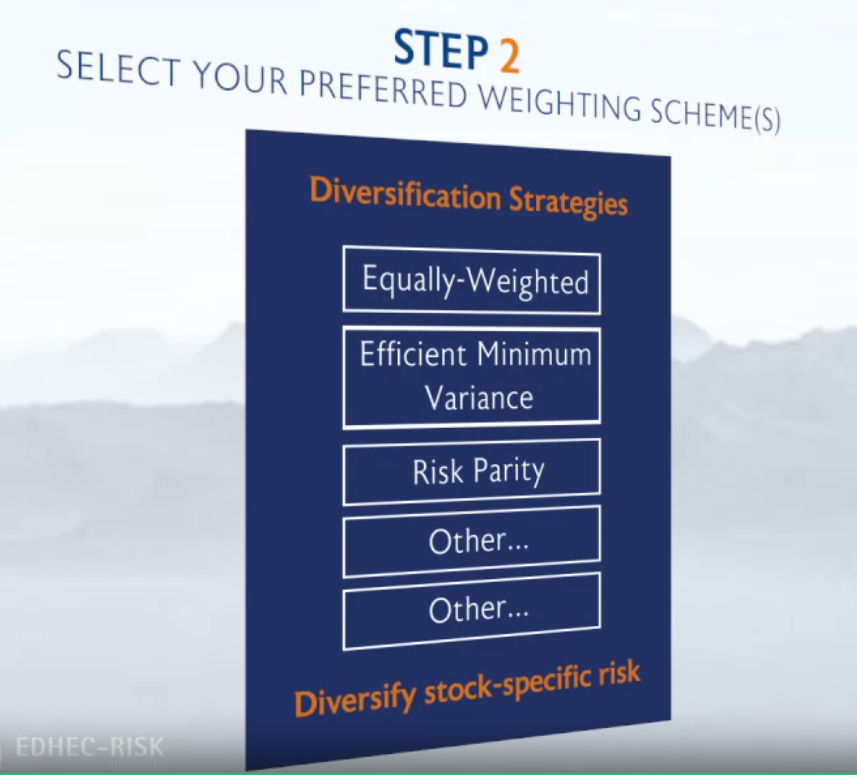 STEP 2
SELECT YOUR PREFERRED WEIGHTING SCHEME(S)
Diversification Strategies
Equally-Weighted
Efficient Minimum
Variance
Risk Parity
Other...
Other...
Diversify stock-specific risk
EDHEC-RISK